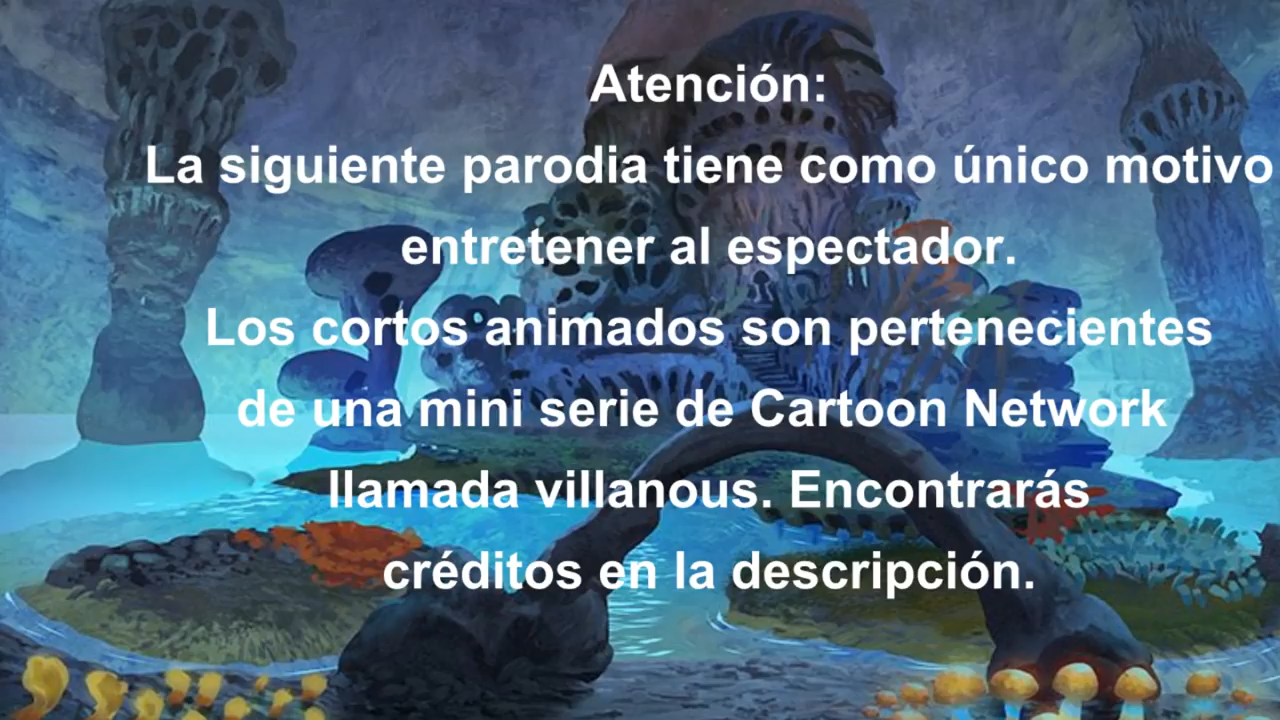 Atención:
La siguiente parodia tiene como único motivo
entretener al espectador.
Los cortos animados son pertenecientes
de una mini serie de Cartoon Network
llamada villanous. Encontrarás
créditos en la descripción.